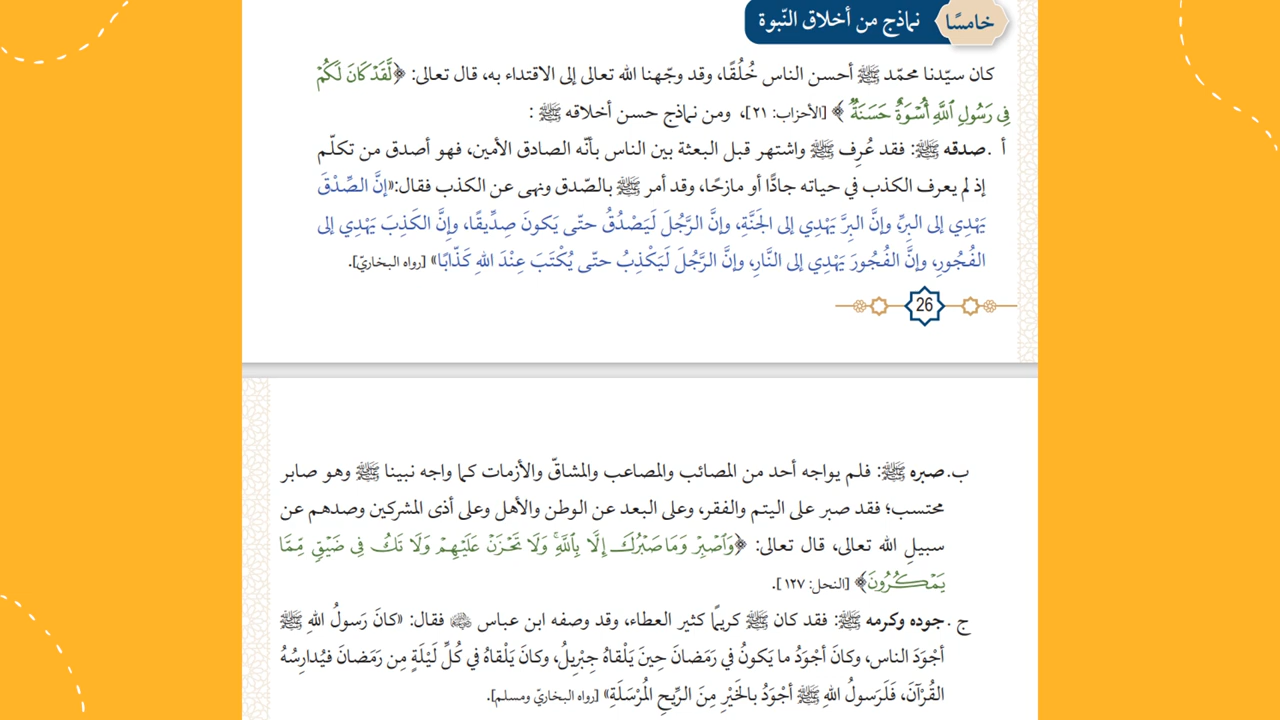 خامسًا نماذج من أخلاق النّبوة
كان سيّدنا محمّد ﷺ أحسن الناس خُلُقًا، وقد وجّهنا الله تعالى إلى الاقتداء به، قال تعالى: ﴿لَّقَدۡ كَانَ لَكُمۡ
فِي رَسُولِ ٱللَّهِ أُسۡوَةٌ حَسَنَةٞ﴾ [الأحزاب: ٢١]، ومن نماذج حسن أخلاقه ﷺ :
أ .صدقه ﷺ: فقد عُرِف ﷺ واشتهر قبل البعثة بين الناس بأنّه الصادق الأمين، فهو أصدق من تكلّم
إذ لم يعرف الكذب في حياته جادًّا أو مازحًا، وقد أمر ﷺ بالصّدق ونهى عن الكذب فقال:«إنَّ الصِّدْقَ
يَهْدِي إلى البِرِّ، وإنَّ البِرَّ يَهْدِي إلى الجَنَّةِ، وإنَّ الرَّجُلَ لَيَصْدُقُ حتّى يَكونَ صِدِّيقًا، وإنَّ الكَذِبَ يَهْدِي إلى
الفُجُورِ، وإنَّ الفُجُورَ يَهْدِي إلى النَّارِ، وإنَّ الرَّجُلَ لَيَكْذِبُ حتّى يُكْتَبَ عِنْدَ اللهِ كَذّابًا» [رواه البخاريّ].
26
ب.صبره ﷺ: فلم يواجه أحد من المصائب والمصاعب والمشاقّ والأزمات كما واجه نبينا ﷺ وهو صابر
محتسب؛ فقد صبر على اليتم والفقر، وعلى البعد عن الوطن والأهل وعلى أذى المشركين وصدهم عن
سبيلِ الله تعالى، قال تعالى: ﴿وَٱصۡبِرۡ وَمَا صَبۡرُكَ إِلَّا بِٱللَّهِۚ وَلَا تَحۡزَنۡ عَلَيۡهِمۡ وَلَا تَكُ فِي ضَيۡقٖ مِّمَّا
يَمۡكُرُونَ﴾ [النحل: ١٢٧].
ج .جوده وكرمه ﷺ: فقد كان ﷺ كريمًا كثير العطاء، وقد وصفه ابن عباس رضي الله عنه فقال: «كانَ رَسولُ اللهِ ﷺ
أجْوَدَ الناس، وكانَ أجْوَدُ ما يَكونُ في رَمَضانَ حِينَ يَلْقاهُ جِبْرِيلُ، وكانَ يَلْقاهُ في كُلِّ لَيْلَةٍ مِن رَمَضانَ فيُدارِسُهُ
القُرْآنَ، فَلَرَسولُ اللهِ ﷺ أجْوَدُ بالخَيْرِ مِنَ الرِّيحِ المُرْسَلَةِ» [رواه البخاريّ ومسلم].